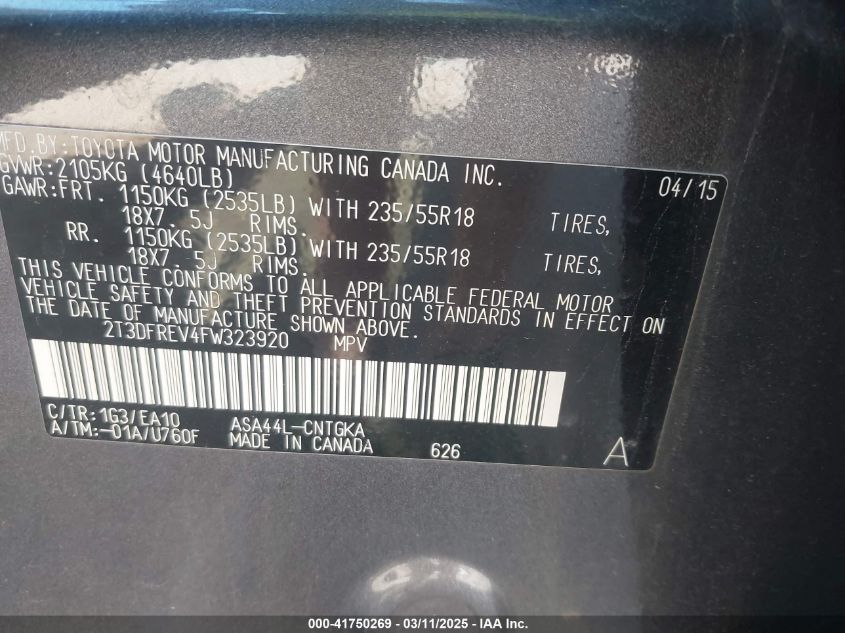 MFD.BY:TOYOTA MOTOR MANUFACTURING CANADA INC. 04/15
GVWR:2105KG (4640LB)
GAWR:FRT. 1150KG (2535LB) WITH 235/55R18 TIRES,
18X7. 5J RIMS.
RR. 1150KG (2535LB) WITH 235/55R18 TIRES,
18X7. 5J RIMS.
THIS VEHICLE CONFORMS TO ALL APPLICABLE FEDERAL MOTOR
VEHICLE SAFETY AND THEFT PREVENTION STANDARDS IN EFFECT ON
THE DATE OF MANUFACTURE SHOWN ABOVE.
2T3DFREV4FW323920 MPV
C/TR:1G3/EA10 ASA44L-CNTGKA
A/TM:-01A/U760F MADE IN CANADA 626 A
000-41750269 - 03/11/2025 - IAA Inc.